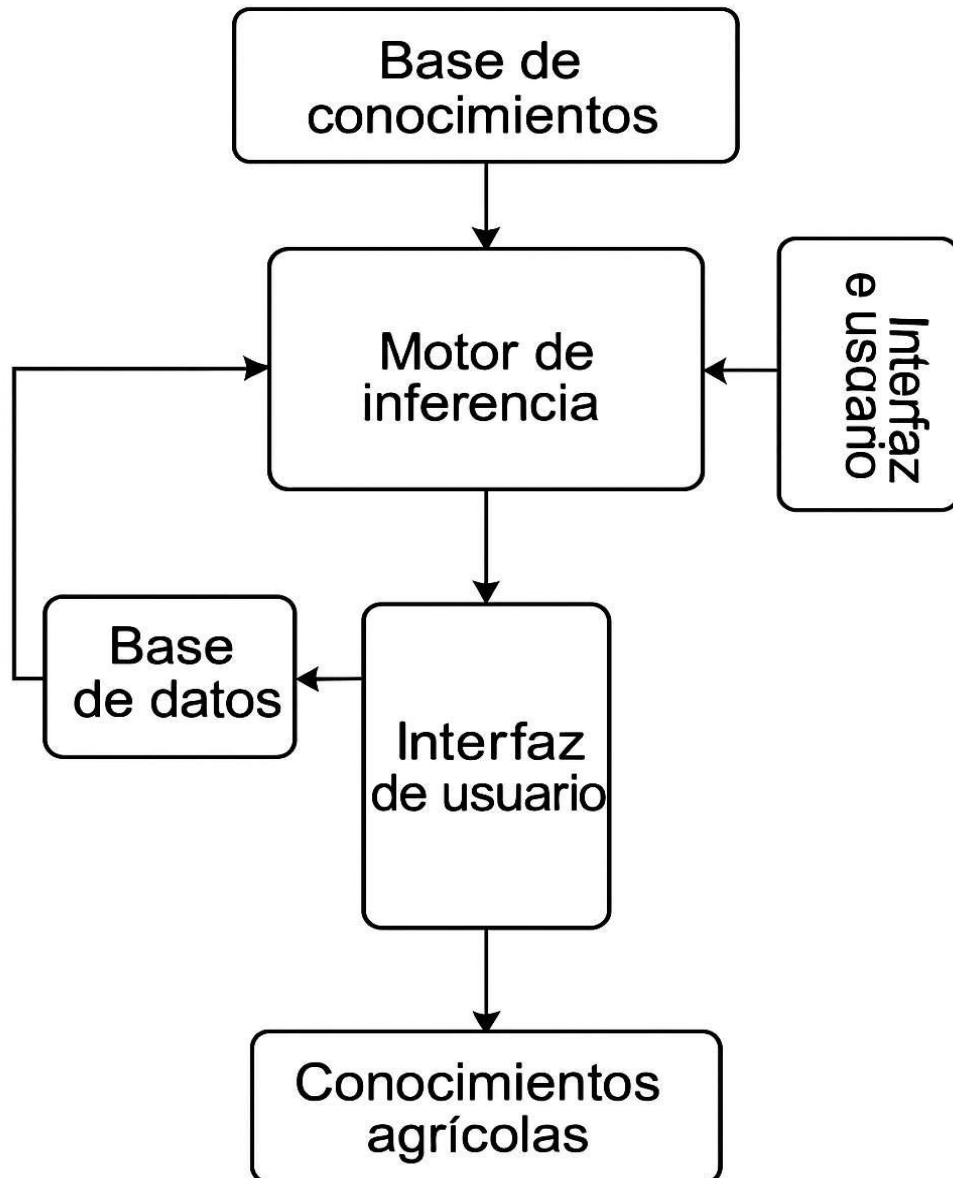 Base de
conocimientos
Motor de
inferencia
Interfaz
e usuario
Base
de datos
Interfaz
de usuario
Conocimientos
agrícolas